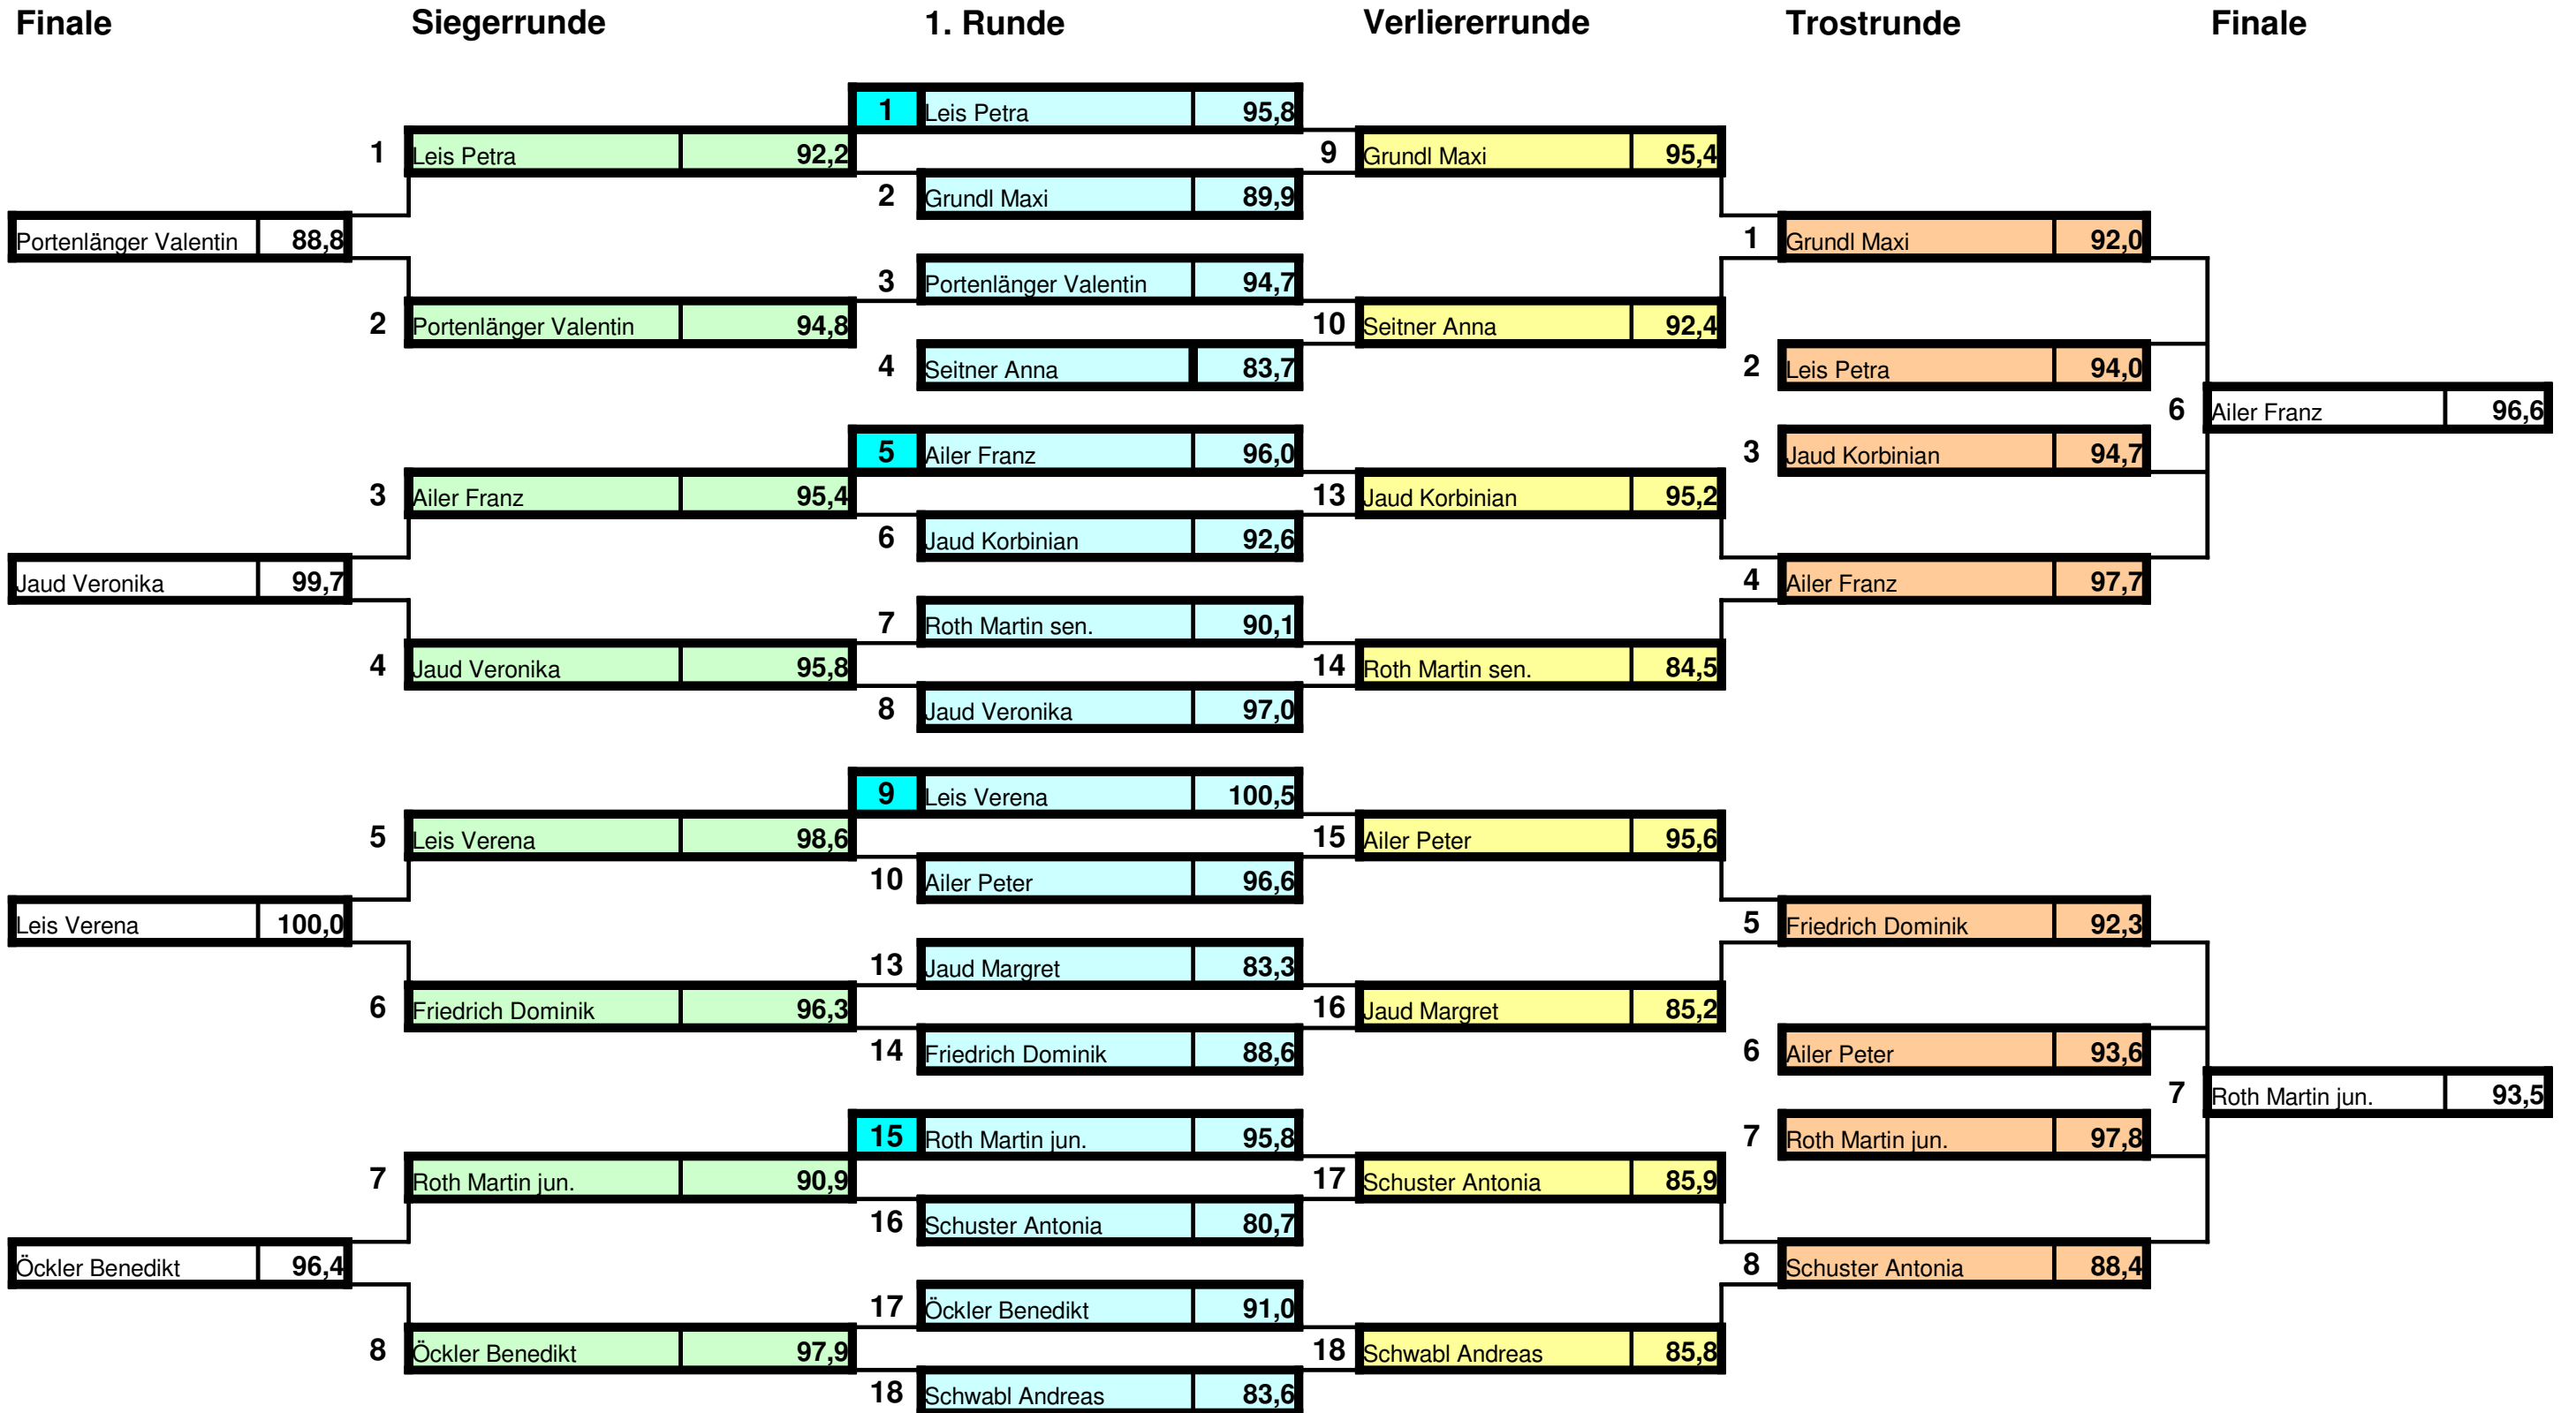 Finale Siegerrunde 1. Runde Verliererrunde Trostrunde Finale
1 Leis Petra 95,8
1 Leis Petra 92,2 9 Grundl Maxi 95,4
2 Grundl Maxi 89,9
Portenlänger Valentin 88,8 1 Grundl Maxi 92,0
3 Portenlänger Valentin 94,7
2 Portenlänger Valentin 94,8 10 Seitner Anna 92,4
4 Seitner Anna 83,7 2 Leis Petra 94,0
6 Ailer Franz 96,6
5 Ailer Franz 96,0 3 Jaud Korbinian 94,7
3 Ailer Franz 95,4 13 Jaud Korbinian 95,2
6 Jaud Korbinian 92,6
Jaud Veronika 99,7 4 Ailer Franz 97,7
7 Roth Martin sen. 90,1
4 Jaud Veronika 95,8 14 Roth Martin sen. 84,5
8 Jaud Veronika 97,0
9 Leis Verena 100,5
5 Leis Verena 98,6 15 Ailer Peter 95,6
10 Ailer Peter 96,6
Leis Verena 100,0 5 Friedrich Dominik 92,3
13 Jaud Margret 83,3
6 Friedrich Dominik 96,3 16 Jaud Margret 85,2
14 Friedrich Dominik 88,6 6 Ailer Peter 93,6
7 Roth Martin jun. 93,5
15 Roth Martin jun. 95,8 7 Roth Martin jun. 97,8
7 Roth Martin jun. 90,9 17 Schuster Antonia 85,9
16 Schuster Antonia 80,7
Öckler Benedikt 96,4 8 Schuster Antonia 88,4
17 Öckler Benedikt 91,0
8 Öckler Benedikt 97,9 18 Schwabl Andreas 85,8
18 Schwabl Andreas 83,6